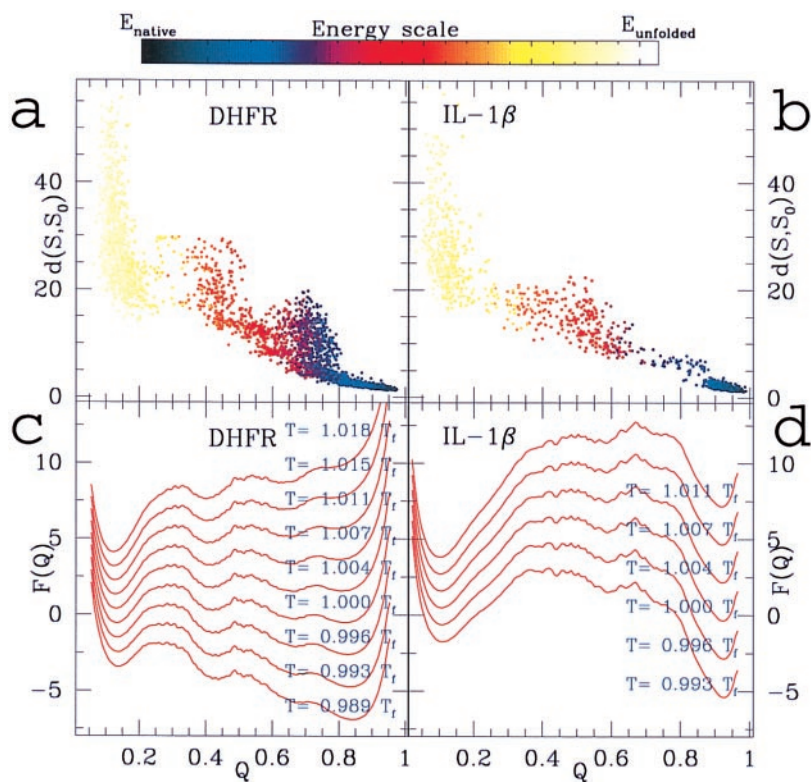 E_native Energy scale E_unfolded
a DHFR IL-1β b
d(S,S_0) d(S,S_0)
40 40
20 20
0 0
c DHFR IL-1β d
T= 1.018 T_f
T= 1.015 T_f
T= 1.011 T_f
T= 1.007 T_f
T= 1.004 T_f
T= 1.000 T_f
T= 0.996 T_f
T= 0.993 T_f
T= 0.989 T_f
T= 1.011 T_f
T= 1.007 T_f
T= 1.004 T_f
T= 1.000 T_f
T= 0.996 T_f
T= 0.993 T_f
F(Q) F(Q)
10 10
5 5
0 0
-5 -5
0.2 0.4 0.6 0.8 1 0.2 0.4 0.6 0.8 1
Q Q